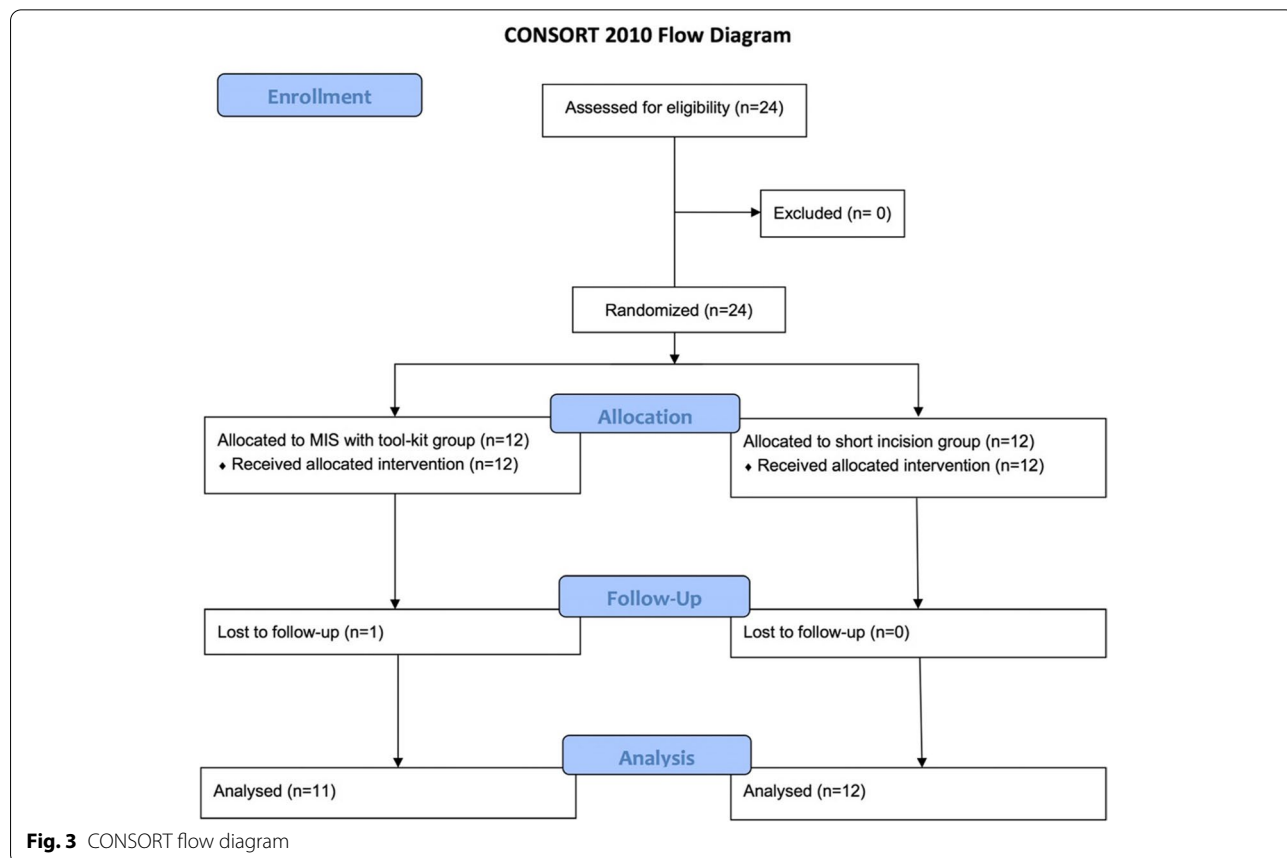 CONSORT 2010 Flow Diagram
Enrollment
Assessed for eligibility (n=24)
Excluded (n= 0)
Randomized (n=24)
Allocation
Allocated to MIS with tool-kit group (n=12)
♦ Received allocated intervention (n=12)
Allocated to short incision group (n=12)
♦ Received allocated intervention (n=12)
Follow-Up
Lost to follow-up (n=1)
Lost to follow-up (n=0)
Analysis
Analysed (n=11)
Analysed (n=12)
Fig. 3 CONSORT flow diagram